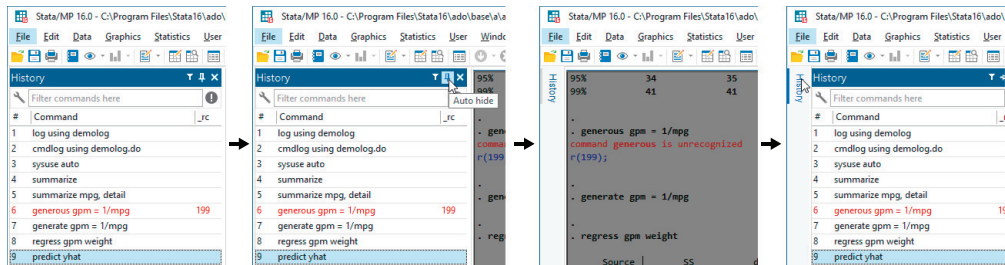 Stata/MP 16.0 - C:\Program Files\Stata16\ado\
File Edit Data Graphics Statistics User
History
Filter commands here
# Command _rc
1 log using demolog
2 cmdlog using demolog.do
3 sysuse auto
4 summarize
5 summarize mpg, detail
6 generous gpm = 1/mpg 199
7 generate gpm = 1/mpg
8 regress gpm weight
9 predict yhat
Stata/MP 16.0 - C:\Program Files\Stata16\ado\base\a\a
File Edit Data Graphics Statistics User Windo
History
95%
Filter commands here
99%
Auto hide
# Command _rc
1 log using demolog
. gen
2 cmdlog using demolog.do
comma
3 sysuse auto
r(199
4 summarize
5 summarize mpg, detail
. gen
6 generous gpm = 1/mpg 199
7 generate gpm = 1/mpg
8 regress gpm weight
. reg
9 predict yhat
Stata/MP 16.0 - C:\Program Files\Stata16\ado\
File Edit Data Graphics Statistics User
History
95% 34 35
99% 41 41
.
. generous gpm = 1/mpg
command generous is unrecognized
r(199);
.
. generate gpm = 1/mpg
.
. regress gpm weight
Source | SS d
Stata/MP 16.0 - C:\Program Files\Stata16\ado\
File Edit Data Graphics Statistics User
History
History
Filter commands here
# Command
1 log using demolog
2 cmdlog using demolog.do
3 sysuse auto
4 summarize
5 summarize mpg, detail
6 generous gpm = 1/mpg 19
7 generate gpm = 1/mpg
8 regress gpm weight
9 predict yhat